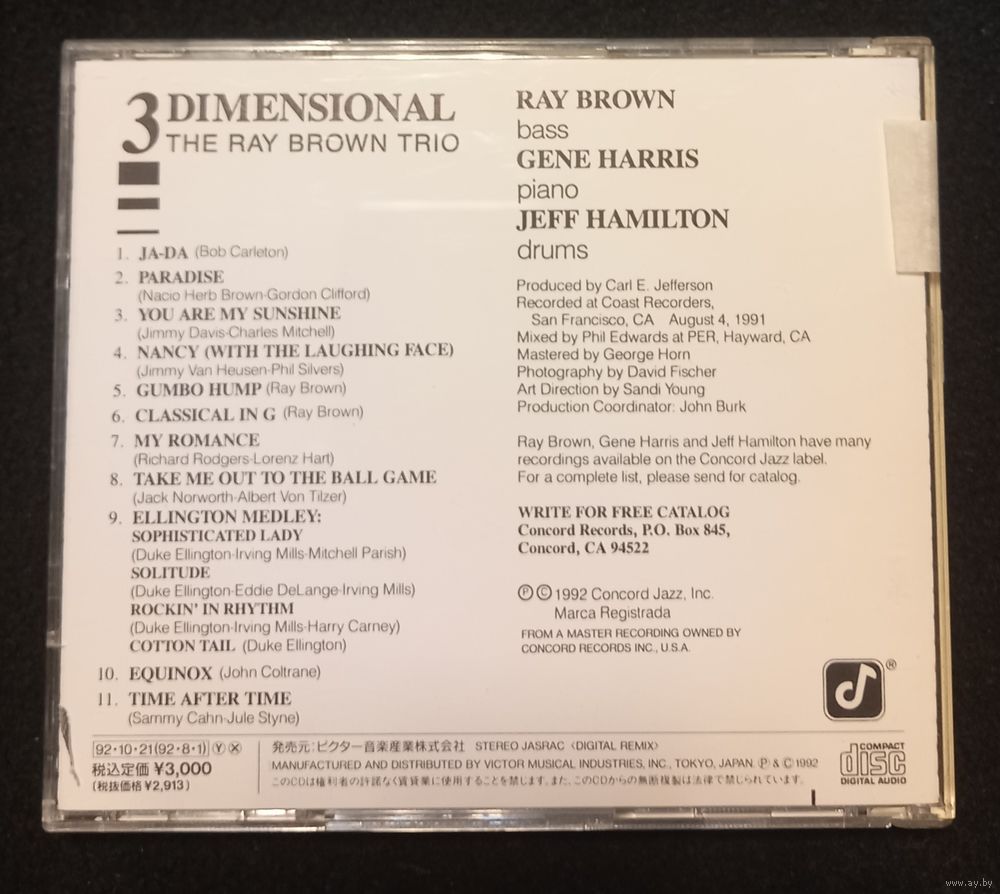 3 DIMENSIONAL
THE RAY BROWN TRIO
1. JA-DA (Bob Carleton)
2. PARADISE
(Nacio Herb Brown-Gordon Clifford)
3. YOU ARE MY SUNSHINE
(Jimmy Davis-Charles Mitchell)
4. NANCY (WITH THE LAUGHING FACE)
(Jimmy Van Heusen-Phil Silvers)
5. GUMBO HUMP (Ray Brown)
6. CLASSICAL IN G (Ray Brown)
7. MY ROMANCE
(Richard Rodgers-Lorenz Hart)
8. TAKE ME OUT TO THE BALL GAME
(Jack Norworth-Albert Von Tilzer)
9. ELLINGTON MEDLEY:
SOPHISTICATED LADY
(Duke Ellington-Irving Mills-Mitchell Parish)
SOLITUDE
(Duke Ellington-Eddie DeLange-Irving Mills)
ROCKIN' IN RHYTHM
(Duke Ellington-Irving Mills-Harry Carney)
COTTON TAIL (Duke Ellington)
10. EQUINOX (John Coltrane)
11. TIME AFTER TIME
(Sammy Cahn-Jule Styne)
RAY BROWN
bass
GENE HARRIS
piano
JEFF HAMILTON
drums
Produced by Carl E. Jefferson
Recorded at Coast Recorders,
San Francisco, CA August 4, 1991
Mixed by Phil Edwards at PER, Hayward, CA
Mastered by George Horn
Photography by David Fischer
Art Direction by Sandi Young
Production Coordinator: John Burk
Ray Brown, Gene Harris and Jeff Hamilton have many
recordings available on the Concord Jazz label.
For a complete list, please send for catalog.
WRITE FOR FREE CATALOG
Concord Records, P.O. Box 845,
Concord, CA 94522
Ⓟ Ⓒ 1992 Concord Jazz, Inc.
Marca Registrada
FROM A MASTER RECORDING OWNED BY
CONCORD RECORDS INC., U.S.A.
®
92・10・21(92・8・1) Ⓨ Ⓧ
税込定価 ¥3,000
(税抜価格 ¥2,913)
発売元:ビクター音楽産業株式会社 STEREO JASRAC 〈DIGITAL REMIX〉
MANUFACTURED AND DISTRIBUTED BY VICTOR MUSICAL INDUSTRIES, INC., TOKYO, JAPAN Ⓟ & Ⓒ 1992
このCDは権利者の許諾なく賃貸業に使用することを禁じます。また、このCDからの無断複製は法律で禁じられています。
COMPACT
disc
DIGITAL AUDIO
www.ay.by